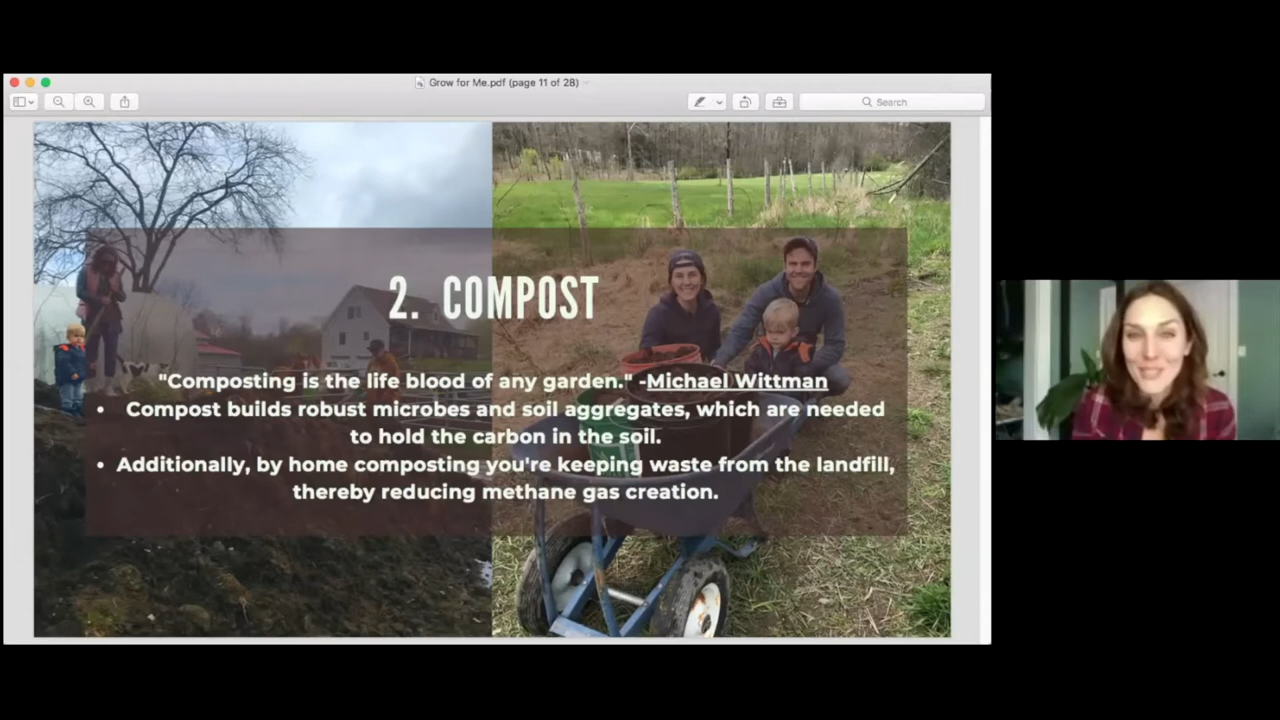 Grow for Me.pdf (page 11 of 28)
Search
2. COMPOST
"Composting is the life blood of any garden." -Michael Wittman
• Compost builds robust microbes and soil aggregates, which are needed
to hold the carbon in the soil.
• Additionally, by home composting you're keeping waste from the landfill,
thereby reducing methane gas creation.